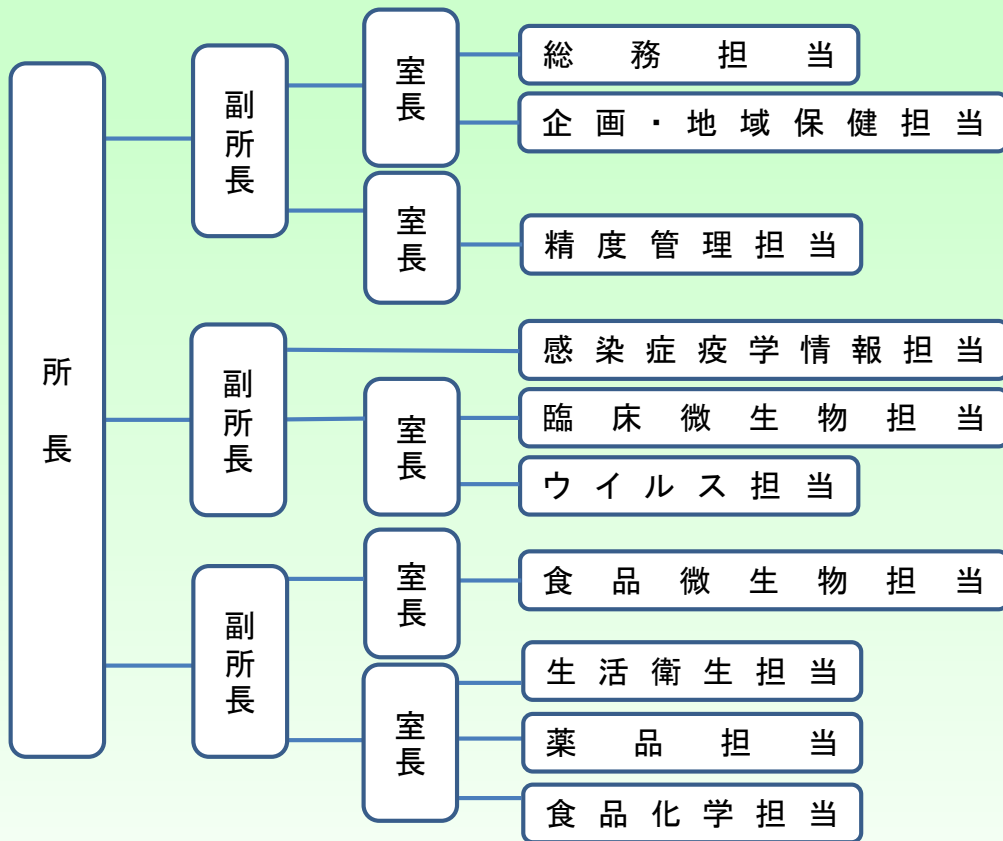 所長
副所長
室長
総務担当
企画・地域保健担当
室長
精度管理担当
副所長
感染症疫学情報担当
室長
臨床微生物担当
ウイルス担当
副所長
室長
食品微生物担当
室長
生活衛生担当
薬品担当
食品化学担当